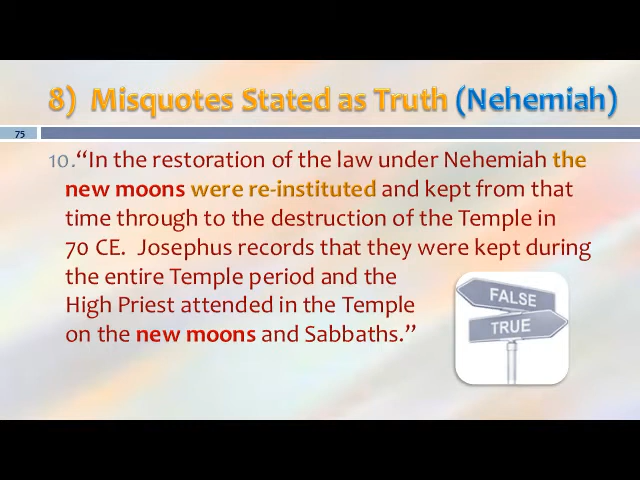 8) Misquotes Stated as Truth (Nehemiah)
75
10. “In the restoration of the law under Nehemiah the
new moons were re-instituted and kept from that
time through to the destruction of the Temple in
70 CE. Josephus records that they were kept during
the entire Temple period and the
High Priest attended in the Temple
on the new moons and Sabbaths.”
FALSE
TRUE